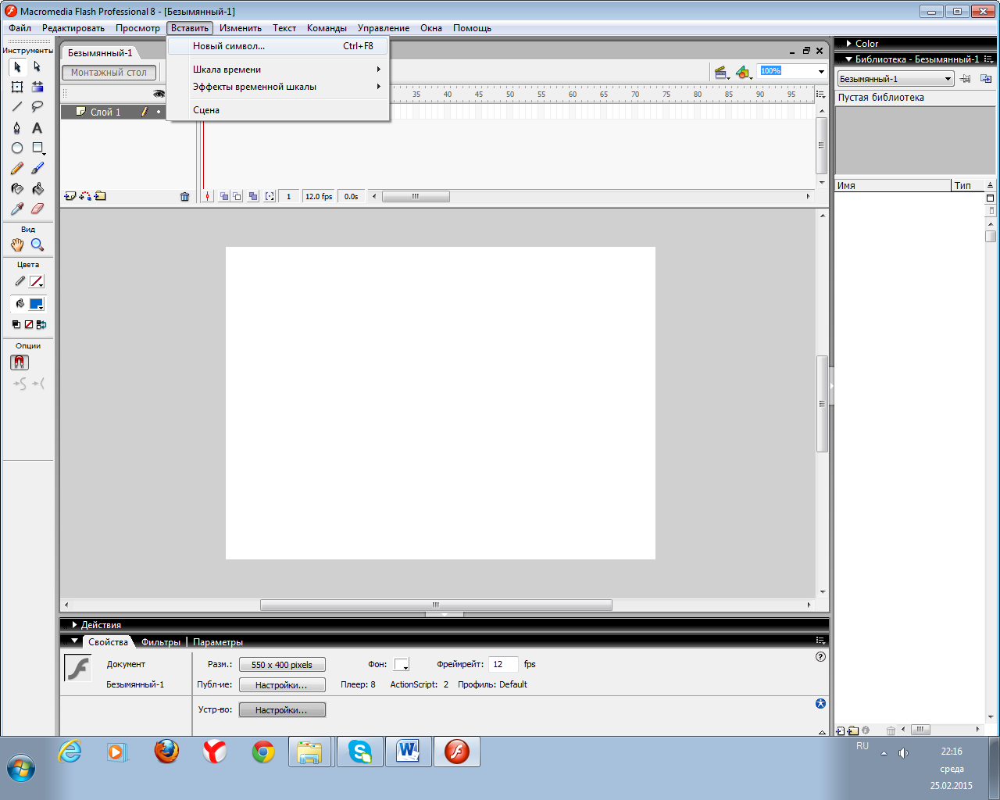 Macromedia Flash Professional 8 - [Безымянный-1]
Файл Редактировать Просмотр Вставить Изменить Текст Команды Управление Окна Помощь
Инструменты
Безымянный-1
Монтажный стол
Новый символ... Ctrl+F8
Шкала времени
Эффекты временной шкалы
Сцена
100%
35 40 45 50 55 60 65 70 75 80 85 90 95
Слой 1
1 12.0 fps 0.0s
Вид
Цвета
Опции
Color
Библиотека - Безымянный-1
Безымянный-1
Пустая библиотека
Имя Тип
Действия
Свойства Фильтры Параметры
Документ Разм.: 550 x 400 pixels Фон: Фреймрейт: 12 fps
Безымянный-1 Публ-ие: Настройки... Плеер: 8 ActionScript: 2 Профиль: Default
Устр-во: Настройки...
RU
22:16
среда
25.02.2015